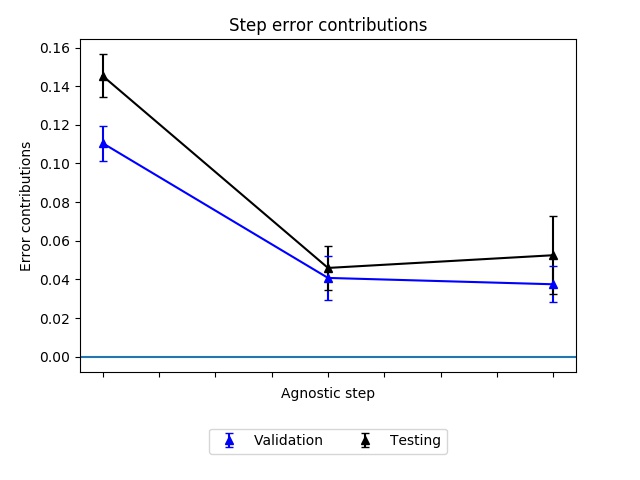 Step error contributions
0.16
0.14
0.12
0.10
0.08
0.06
0.04
0.02
0.00
Error contributions
Agnostic step
Validation Testing